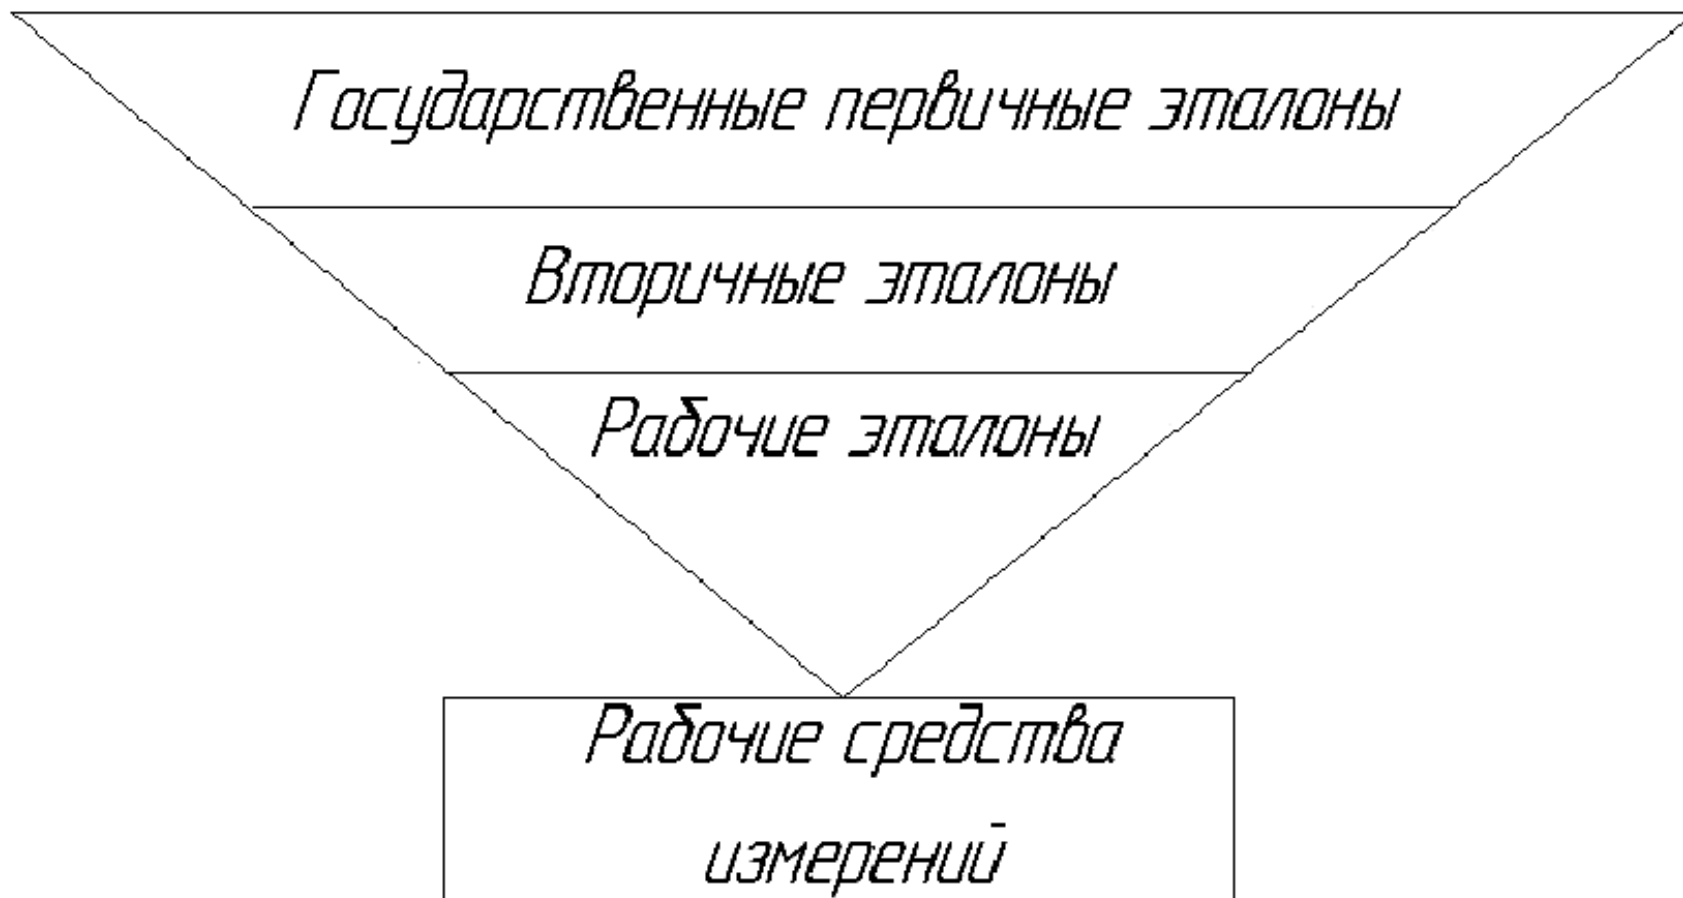 Государственные первичные эталоны
Вторичные эталоны
Рабочие эталоны
Рабочие средства
измерений